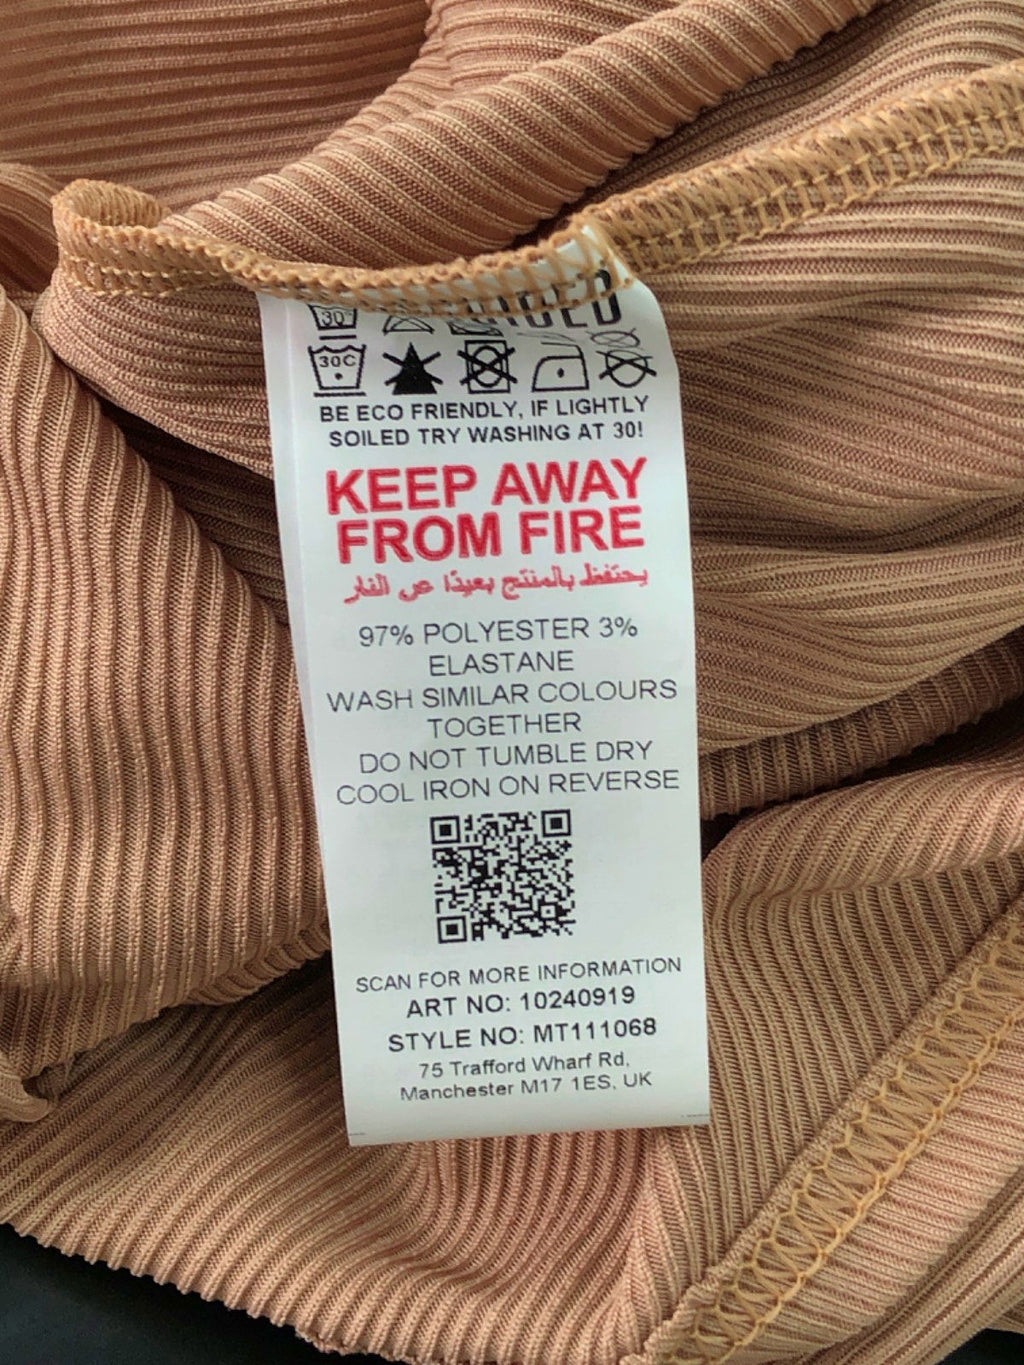 30
30C
BE ECO FRIENDLY, IF LIGHTLY
SOILED TRY WASHING AT 30!
KEEP AWAY
FROM FIRE
يحتفظ بالمنتج بعيدًا عن النار
97% POLYESTER 3%
ELASTANE
WASH SIMILAR COLOURS
TOGETHER
DO NOT TUMBLE DRY
COOL IRON ON REVERSE
SCAN FOR MORE INFORMATION
ART NO: 10240919
STYLE NO: MT111068
75 Trafford Wharf Rd,
Manchester M17 1ES, UK